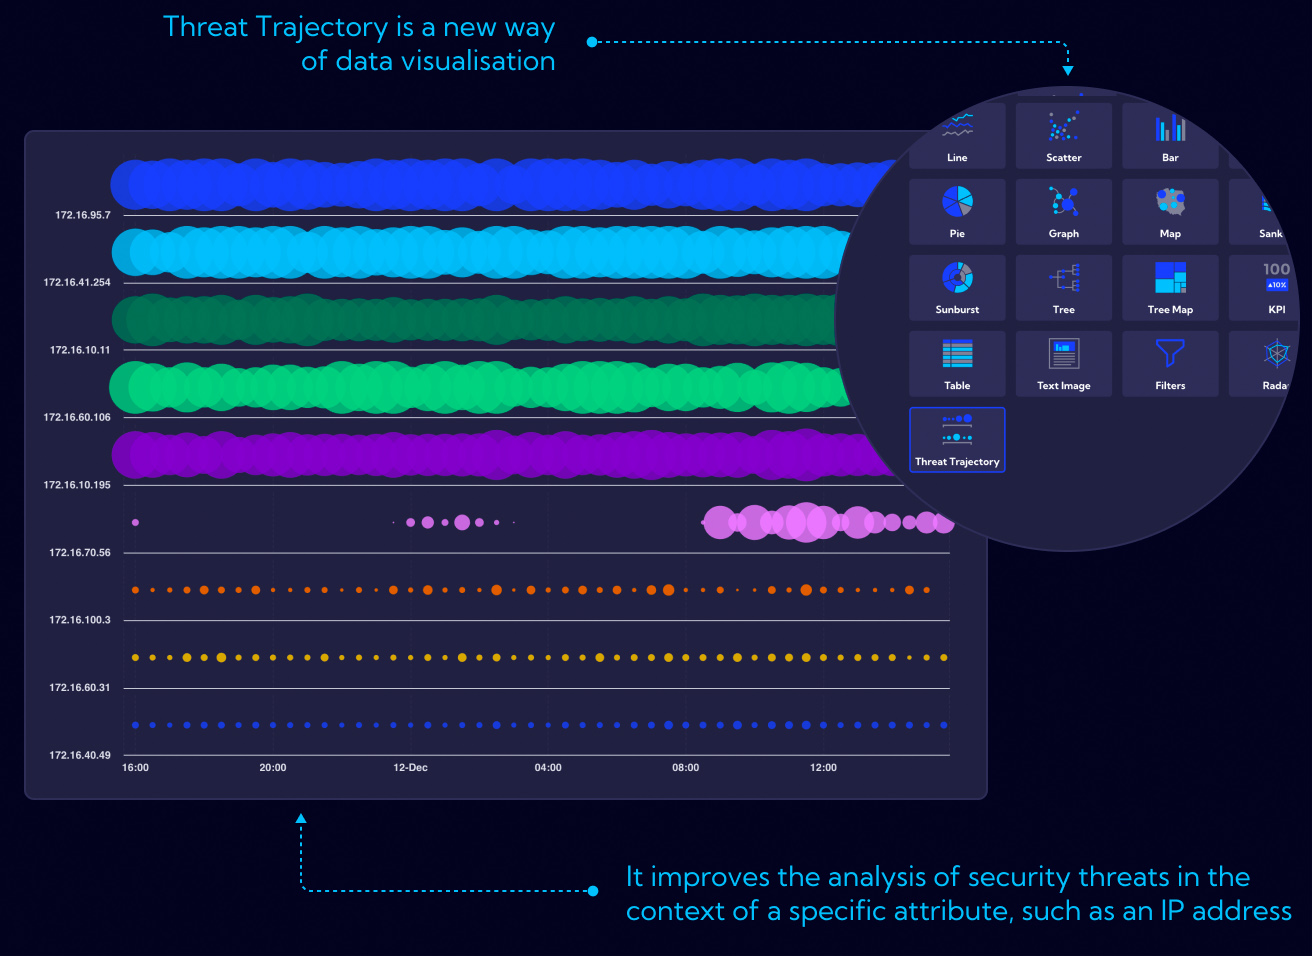 Threat Trajectory is a new way
of data visualisation
Line
Scatter
Bar
Pie
Graph
Map
Sank
Sunburst
Tree
Tree Map
100
▲10%
KPI
Table
Text Image
Filters
Rada
Threat Trajectory
172.16.95.7
172.16.41.254
172.16.10.11
172.16.60.106
172.16.10.195
172.16.70.56
172.16.100.3
172.16.60.31
172.16.40.49
16:00 20:00 12-Dec 04:00 08:00 12:00
It improves the analysis of security threats in the
context of a specific attribute, such as an IP address